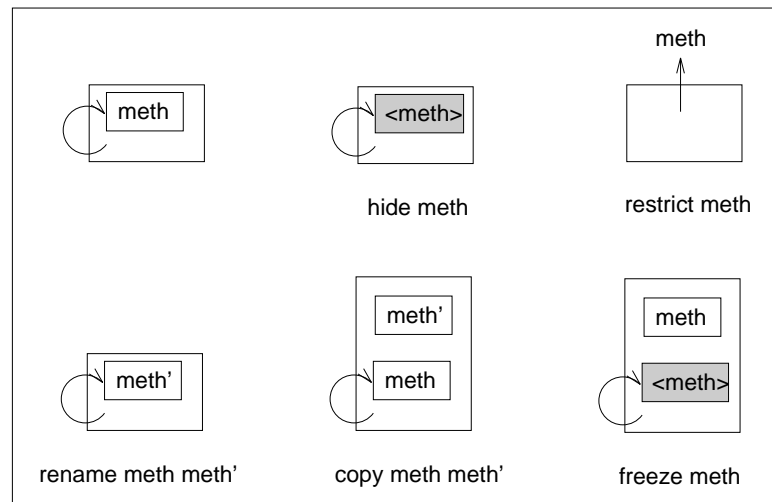 meth
<meth>
meth
hide meth
restrict meth
meth’
meth’
meth
meth
<meth>
rename meth meth’
copy meth meth’
freeze meth